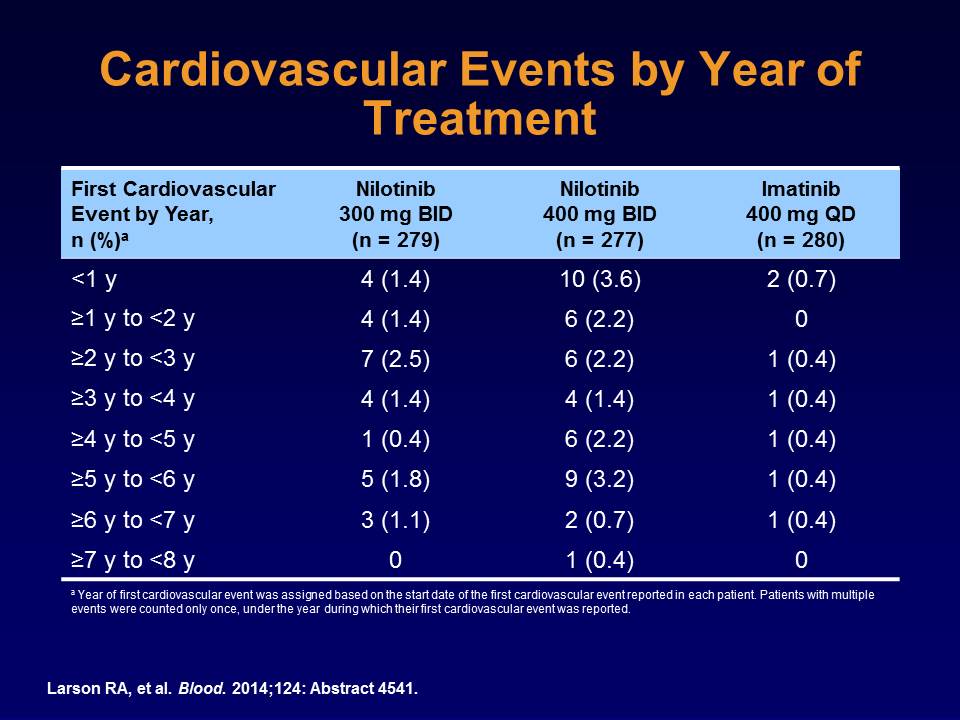 Cardiovascular Events by Year of
Treatment
First Cardiovascular
Event by Year,
n (%)ª
Nilotinib
300 mg BID
(n = 279)
Nilotinib
400 mg BID
(n = 277)
Imatinib
400 mg QD
(n = 280)
<1 y 4 (1.4) 10 (3.6) 2 (0.7)
≥1 y to <2 y 4 (1.4) 6 (2.2) 0
≥2 y to <3 y 7 (2.5) 6 (2.2) 1 (0.4)
≥3 y to <4 y 4 (1.4) 4 (1.4) 1 (0.4)
≥4 y to <5 y 1 (0.4) 6 (2.2) 1 (0.4)
≥5 y to <6 y 5 (1.8) 9 (3.2) 1 (0.4)
≥6 y to <7 y 3 (1.1) 2 (0.7) 1 (0.4)
≥7 y to <8 y 0 1 (0.4) 0
ª Year of first cardiovascular event was assigned based on the start date of the first cardiovascular event reported in each patient. Patients with multiple
events were counted only once, under the year during which their first cardiovascular event was reported.
Larson RA, et al. Blood. 2014;124: Abstract 4541.